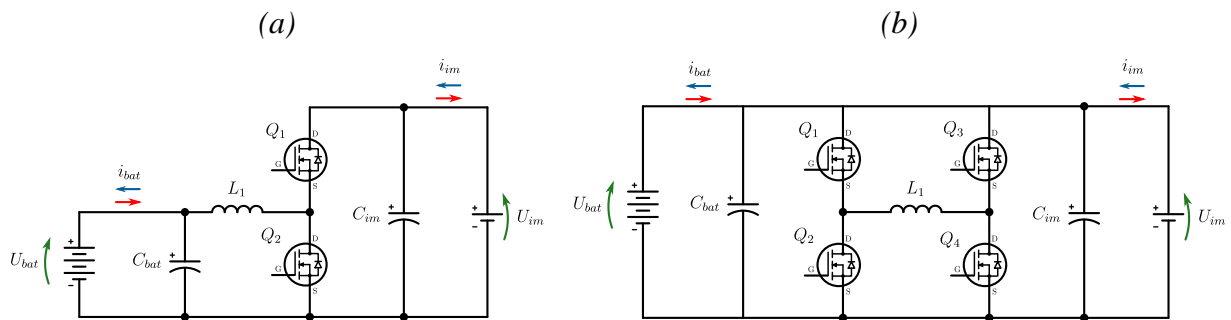 (a)
i_im
Q_1
D
G
S
i_bat
L_1
C_im
U_im
Q_2
D
G
S
U_bat
C_bat
+
-
+
+
+
-
(b)
i_bat
i_im
Q_1
D
G
S
Q_3
D
G
S
U_bat
C_bat
L_1
C_im
U_im
Q_2
D
G
S
Q_4
D
G
S
+
-
+
+
+
-